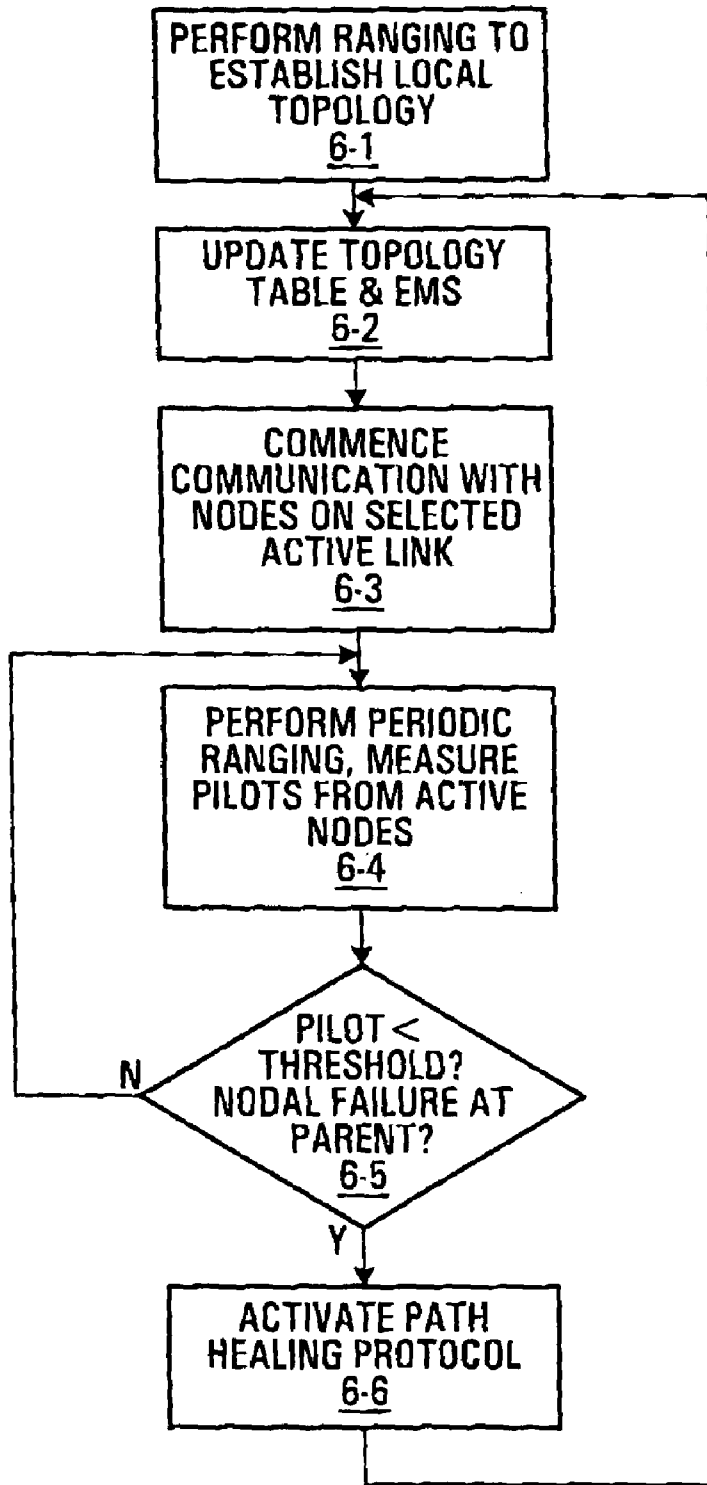 PERFORM RANGING TO
ESTABLISH LOCAL
TOPOLOGY
6-1
UPDATE TOPOLOGY
TABLE & EMS
6-2
COMMENCE
COMMUNICATION WITH
NODES ON SELECTED
ACTIVE LINK
6-3
PERFORM PERIODIC
RANGING, MEASURE
PILOTS FROM ACTIVE
NODES
6-4
PILOT <
THRESHOLD?
NODAL FAILURE AT
PARENT?
6-5
N
Y
ACTIVATE PATH
HEALING PROTOCOL
6-6